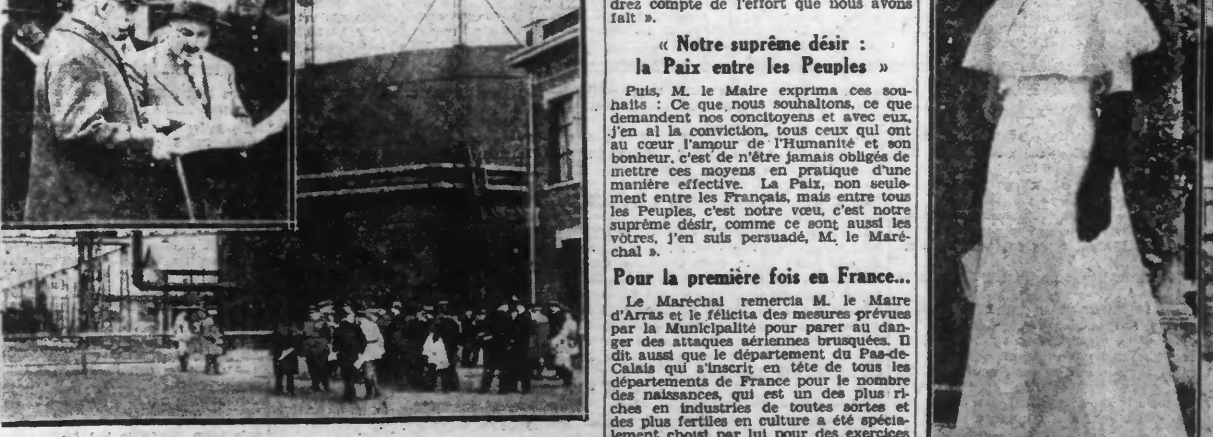 drez compte de l'effort que nous avons
fait ».
« Notre suprême désir :
la Paix entre les Peuples »
Puis, M. le Maire exprima ces sou-
haits : Ce que nous souhaitons, ce que
demandent nos concitoyens et avec eux,
j'en ai la conviction, tous ceux qui ont
au cœur l'amour de l'Humanité et son
bonheur, c'est de n'être jamais obligés de
mettre ces moyens en pratique d'une
manière effective. La Paix, non seule-
ment entre les Français, mais entre tous
les Peuples, c'est notre vœu, c'est notre
suprême désir, comme ce sont aussi les
vôtres, j'en suis persuadé, M. le Maré-
chal ».
Pour la première fois en France...
Le Maréchal remercia M. le Maire
d'Arras et le félicita des mesures prévues
par la Municipalité pour parer au dan-
ger des attaques aériennes brusquées. Il
dit aussi que le département du Pas-de-
Calais qui s'inscrit en tête de tous les
départements de France pour le nombre
des naissances, qui est un des plus ri-
ches en industries de toutes sortes et
des plus fertiles en culture a été spécia-
lement choisi par lui pour des exercices